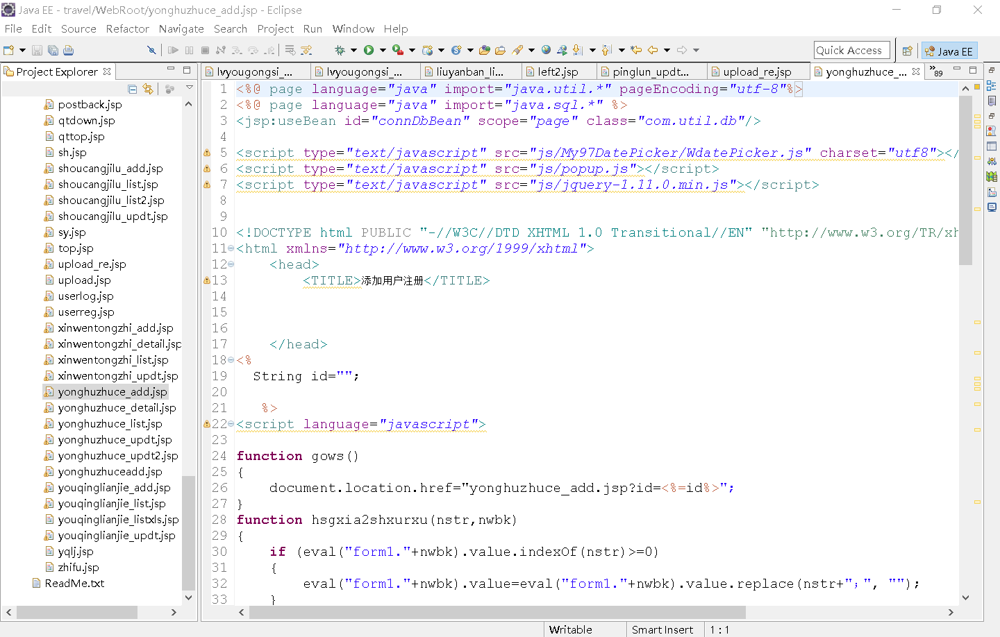 Java EE - travel/WebRoot/yonghuzhuce_add.jsp - Eclipse
File Edit Source Refactor Navigate Search Project Run Window Help
Quick Access
Java EE
Project Explorer
lvyougongsi_...
lvyougongsi_...
liuyanban_li...
left2.jsp
pinglun_updt...
upload_re.jsp
yonghuzhuce_...
»89
postback.jsp
qtdown.jsp
qttop.jsp
sh.jsp
shoucangjilu_add.jsp
shoucangjilu_list.jsp
shoucangjilu_list2.jsp
shoucangjilu_updt.jsp
sy.jsp
top.jsp
upload_re.jsp
upload.jsp
userlog.jsp
userreg.jsp
xinwentongzhi_add.jsp
xinwentongzhi_detail.jsp
xinwentongzhi_list.jsp
xinwentongzhi_updt.jsp
yonghuzhuce_add.jsp
yonghuzhuce_detail.jsp
yonghuzhuce_list.jsp
yonghuzhuce_updt.jsp
yonghuzhuce_updt2.jsp
yonghuzhuceadd.jsp
youqinglianjie_add.jsp
youqinglianjie_list.jsp
youqinglianjie_listxls.jsp
youqinglianjie_updt.jsp
yqlj.jsp
zhifu.jsp
ReadMe.txt
1 <%@ page language="java" import="java.util.*" pageEncoding="utf-8"%>
2 <%@ page language="java" import="java.sql.*" %>
3 <jsp:useBean id="connDbBean" scope="page" class="com.util.db"/>
4
5 <script type="text/javascript" src="js/My97DatePicker/WdatePicker.js" charset="utf8"></
6 <script type="text/javascript" src="js/popup.js"></script>
7 <script type="text/javascript" src="js/jquery-1.11.0.min.js"></script>
8
9
10 <!DOCTYPE html PUBLIC "-//W3C//DTD XHTML 1.0 Transitional//EN" "http://www.w3.org/TR/xh
11 <html xmlns="http://www.w3.org/1999/xhtml">
12 <head>
13 <TITLE>添加用户注册</TITLE>
14
15
16
17 </head>
18 <%
19 String id="";
20
21 %>
22 <script language="javascript">
23
24 function gows()
25 {
26 document.location.href="yonghuzhuce_add.jsp?id=<%=id%>";
27 }
28 function hsgxia2shxurxu(nstr,nwbk)
29 {
30 if (eval("form1."+nwbk).value.indexOf(nstr)>=0)
31 {
32 eval("form1."+nwbk).value=eval("form1."+nwbk).value.replace(nstr+"；", "");
33 }
Writable
Smart Insert
1 : 1